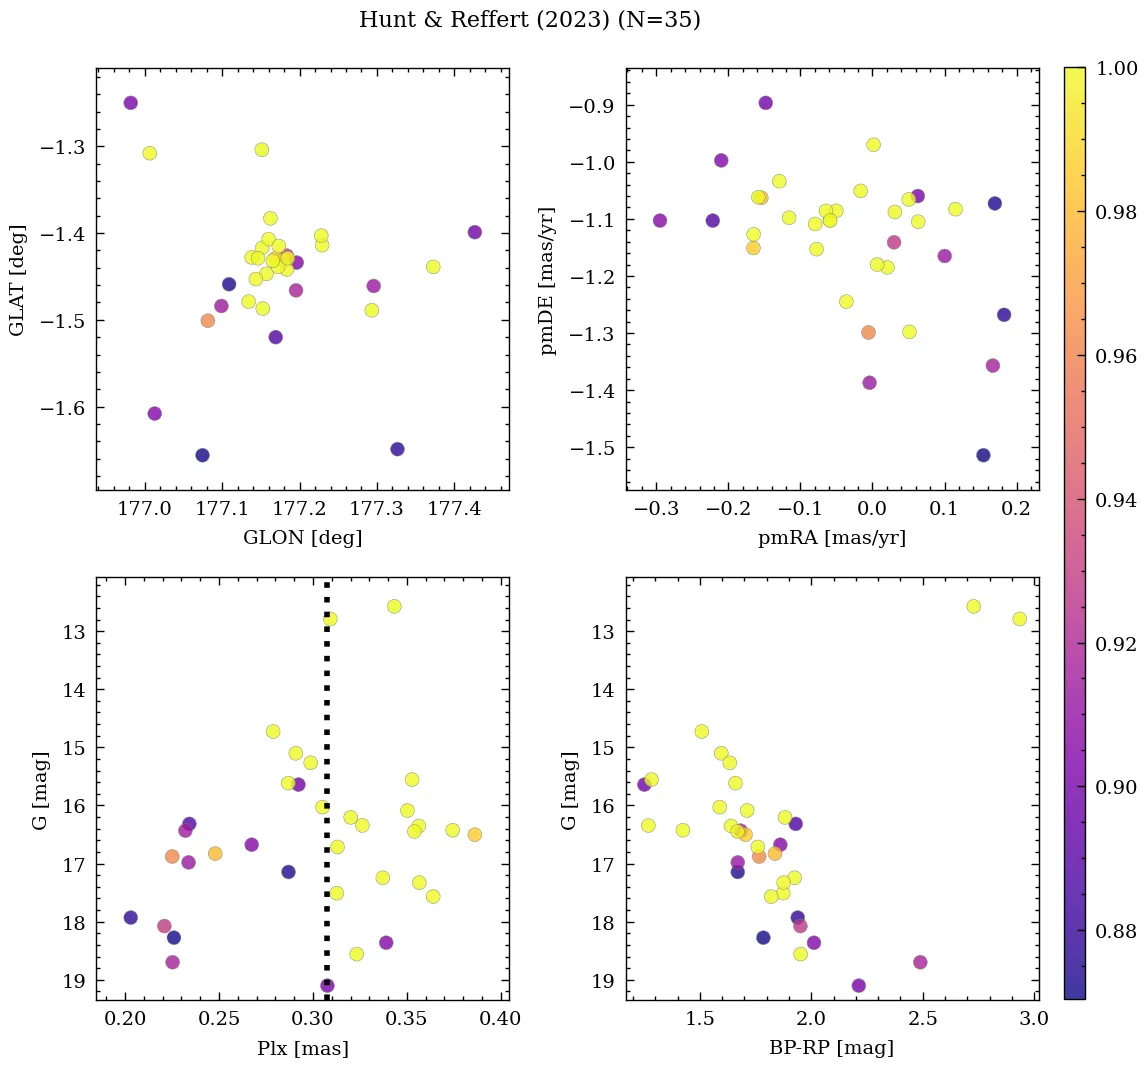 Hunt & Reffert (2023) (N=35)
GLAT [deg]
−1.3
−1.4
−1.5
−1.6
177.0 177.1 177.2 177.3 177.4
GLON [deg]
pmDE [mas/yr]
−0.9
−1.0
−1.1
−1.2
−1.3
−1.4
−1.5
−0.3 −0.2 −0.1 0.0 0.1 0.2
pmRA [mas/yr]
G [mag]
13
14
15
16
17
18
19
0.20 0.25 0.30 0.35 0.40
Plx [mas]
G [mag]
13
14
15
16
17
18
19
1.5 2.0 2.5 3.0
BP-RP [mag]
1.00
0.98
0.96
0.94
0.92
0.90
0.88